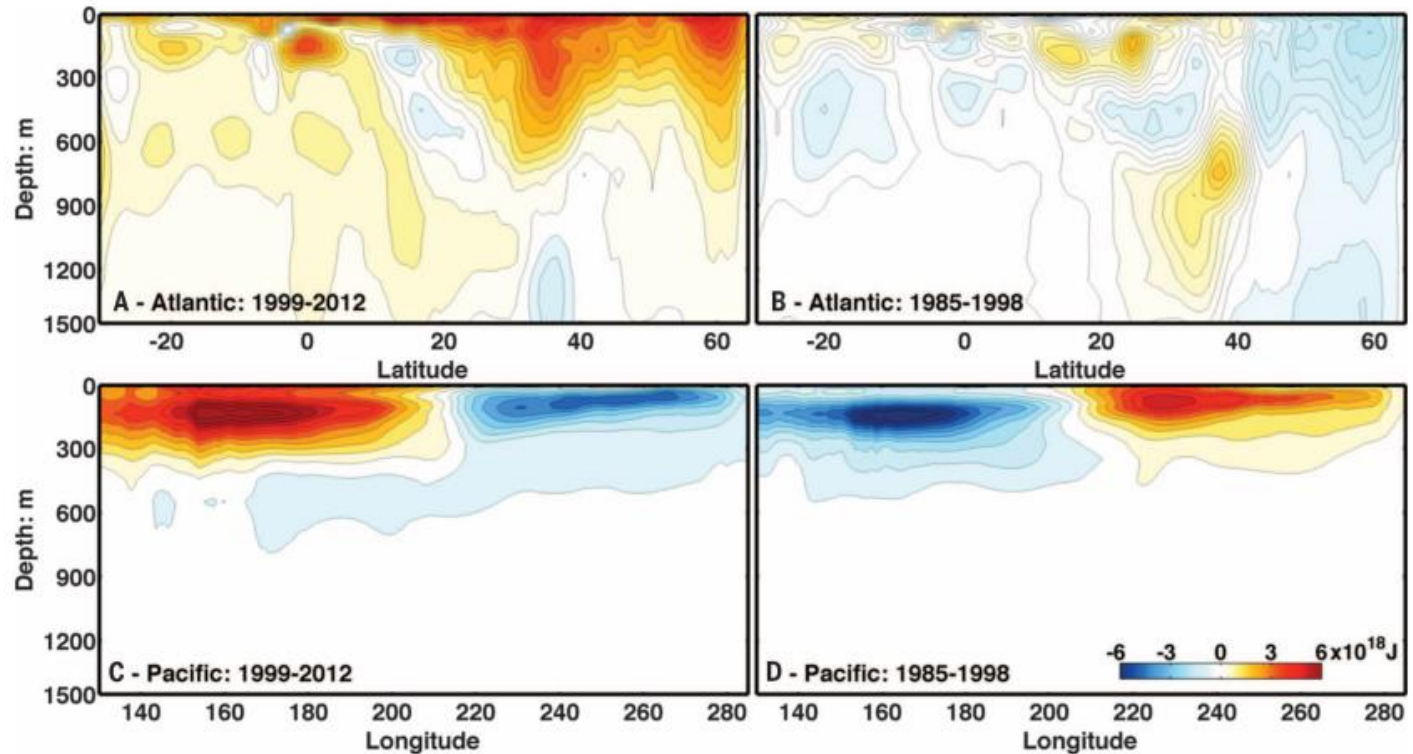 0
300
600
900
1200
1500
Depth: m
A - Atlantic: 1999-2012
-20 0 20 40 60
Latitude
B - Atlantic: 1985-1998
-20 0 20 40 60
Latitude
0
300
600
900
1200
1500
Depth: m
C - Pacific: 1999-2012
140 160 180 200 220 240 260 280
Longitude
-6 -3 0 3 6x10¹⁸J
D - Pacific: 1985-1998
140 160 180 200 220 240 260 280
Longitude